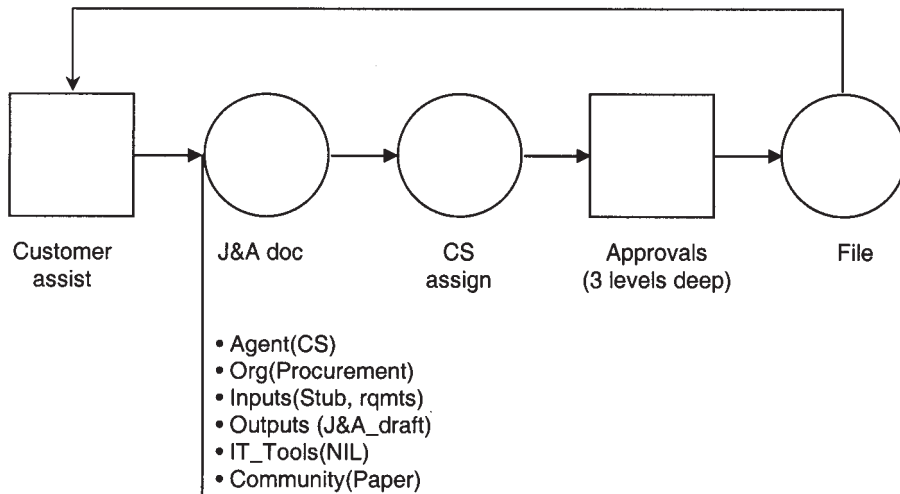 Customer
assist
J&A doc
CS
assign
Approvals
(3 levels deep)
File
• Agent(CS)
• Org(Procurement)
• Inputs(Stub, rqmts)
• Outputs (J&A_draft)
• IT_Tools(NIL)
• Community(Paper)